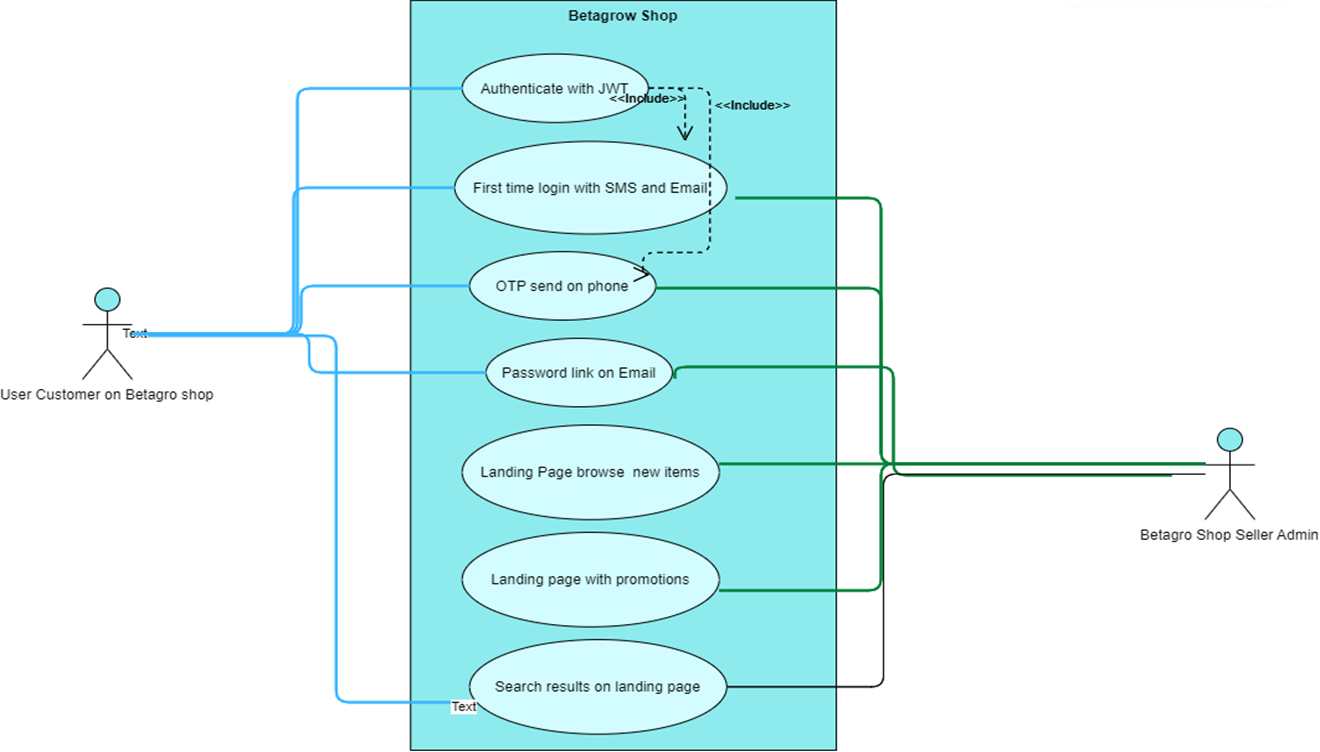 Betagrow Shop
Authenticate with JWT
<<Include>>
<<Include>>
First time login with SMS and Email
OTP send on phone
Text
User Customer on Betagro shop
Password link on Email
Landing Page browse new items
Betagro Shop Seller Admin
Landing page with promotions
Search results on landing page
Text